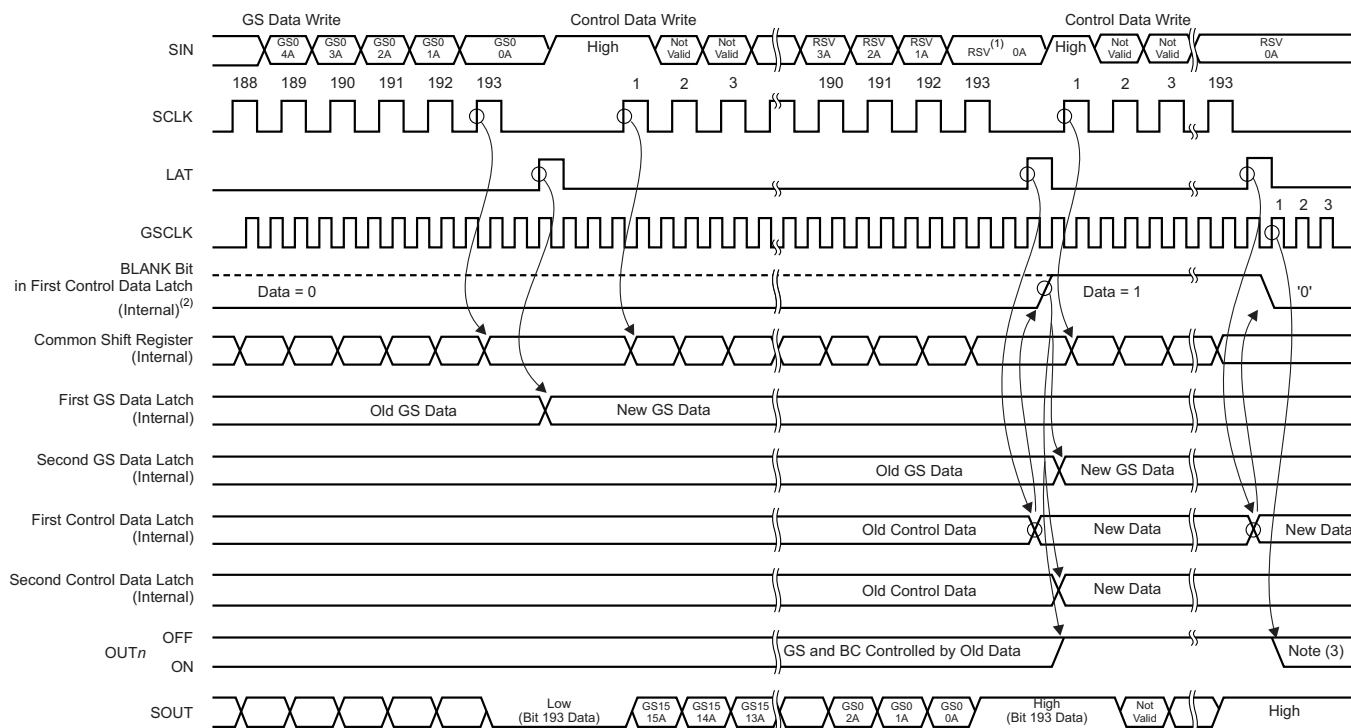 GS Data Write Control Data Write Control Data Write
SIN GS0 4A GS0 3A GS0 2A GS0 1A GS0 0A High Not Valid Not Valid RSV 3A RSV 2A RSV 1A RSV(1) 0A High Not Valid Not Valid RSV 0A
188 189 190 191 192 193 1 2 3 190 191 192 193 1 2 3 193
SCLK
LAT
1 2 3
GSCLK
BLANK Bit
in First Control Data Latch
(Internal)(2)
Data = 0 Data = 1 '0'
Common Shift Register
(Internal)
First GS Data Latch
(Internal)
Old GS Data New GS Data
Second GS Data Latch
(Internal)
Old GS Data New GS Data
First Control Data Latch
(Internal)
Old Control Data New Data New Data
Second Control Data Latch
(Internal)
Old Control Data New Data
OFF
OUTn
ON
GS and BC Controlled by Old Data Note (3)
SOUT Low (Bit 193 Data) GS15 15A GS15 14A GS15 13A GS0 2A GS0 1A GS0 0A High (Bit 193 Data) Not Valid High